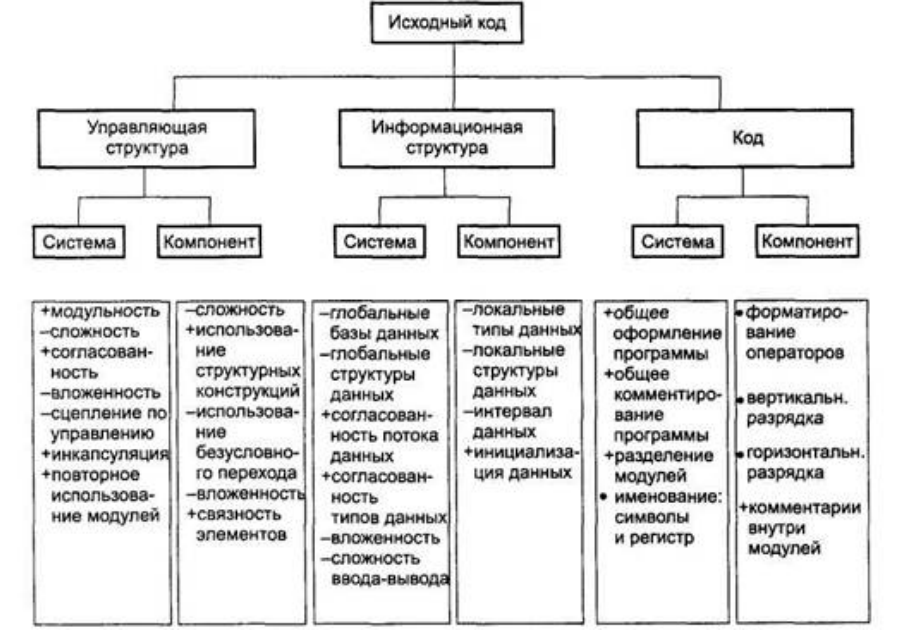 Исходный код
Управляющая
структура
Информационная
структура
Код
Система
Компонент
Система
Компонент
Система
Компонент
+модульность
–сложность
+согласован-
ность
–вложенность
–сцепление по
управлению
+инкапсуляция
+повторное
использова-
ние модулей
–сложность
+использова-
ние
структурных
конструкций
–использова-
ние
безусловно-
го перехода
–вложенность
+связность
элементов
–глобальные
базы данных
–глобальные
структуры
данных
+согласован-
ность потока
данных
+согласован-
ность
типов данных
–вложенность
–сложность
ввода-вывода
–локальные
типы данных
–локальные
структуры
данных
–интервал
данных
+инициализа-
ция данных
+общее
оформление
программы
+общее
комментиро-
вание
программы
+разделение
модулей
• именование:
символы
и регистр
•форматиро-
вание
операторов
•вертикальн.
разрядка
•горизонтальн.
разрядка
+комментарии
внутри
модулей